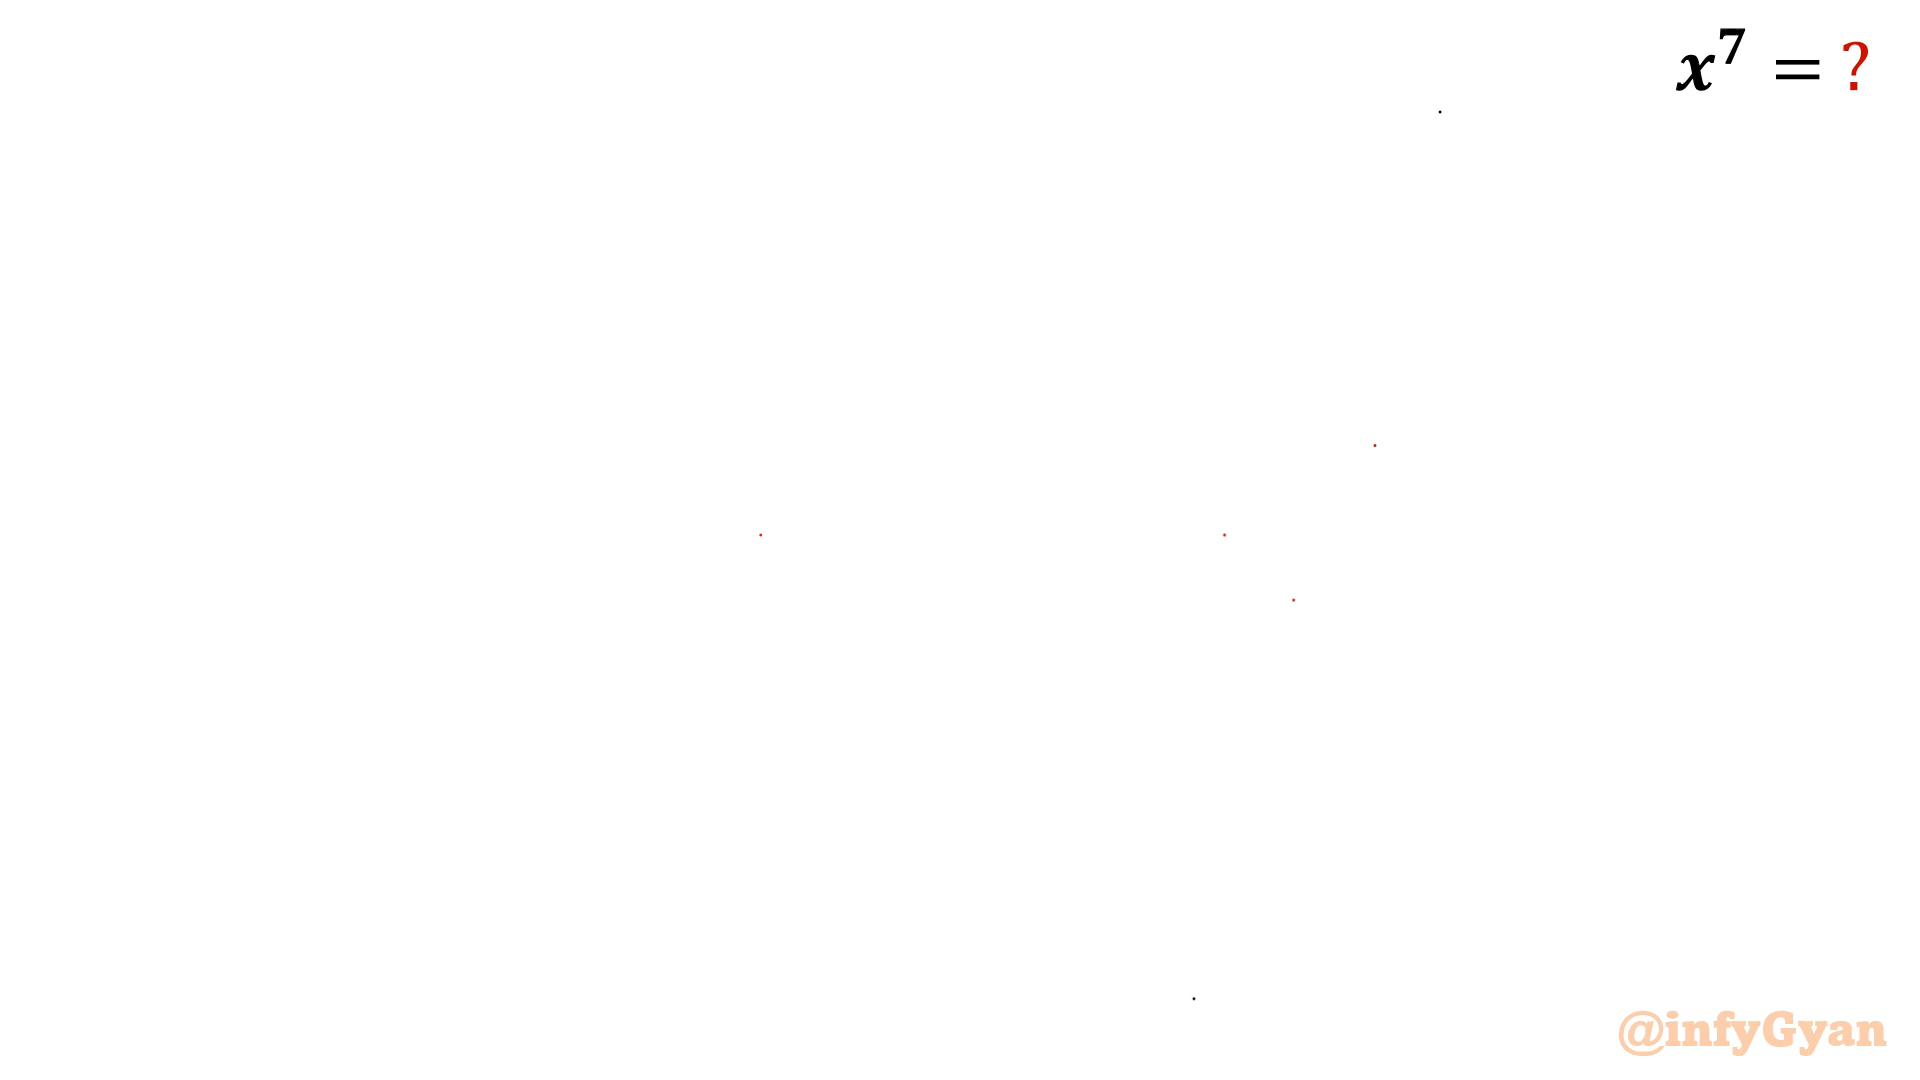 x⁷ = ?
@infyGyan